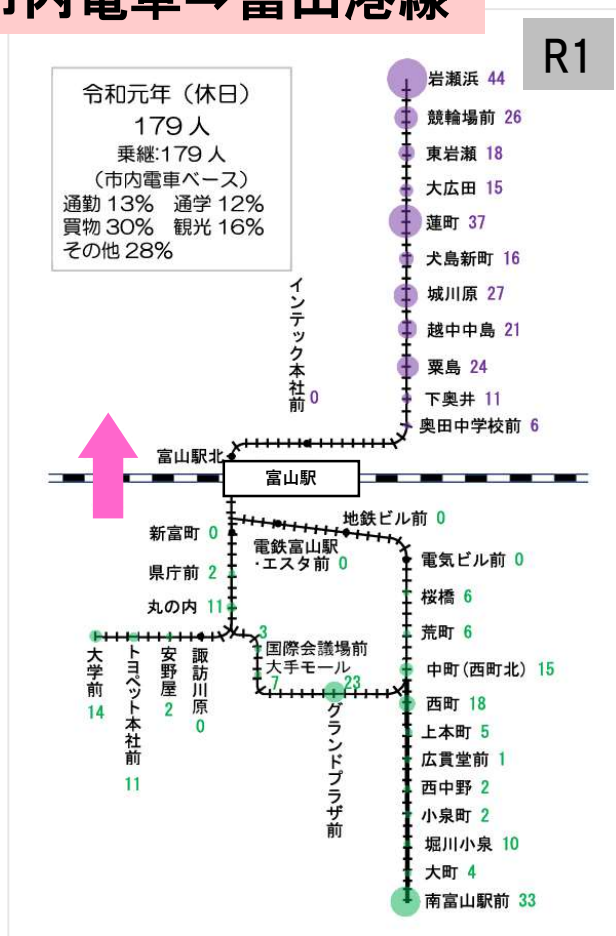 市内電車→富山港線
R1
令和元年（休日）
179人
乗継:179人
（市内電車ベース）
通勤13% 通学12%
買物30% 観光16%
その他28%
岩瀬浜 44
競輪場前 26
東岩瀬 18
大広田 15
蓮町 37
犬島新町 16
城川原 27
越中中島 21
粟島 24
下奥井 11
奥田中学校前 6
インテック本社前 0
富山駅北
富山駅
新富町 0
県庁前 2
丸の内 11
電鉄富山駅
・エスタ前 0
地鉄ビル前 0
電気ビル前 0
桜橋 6
荒町 6
中町(西町北) 15
西町 18
上本町 5
広貫堂前 1
西中野 2
小泉町 2
堀川小泉 10
大町 4
南富山駅前 33
3
国際会議場前
大手モール
7
23
グランドプラザ前
大学前
14
トヨペット本社前
11
安野屋
2
諏訪川原
0